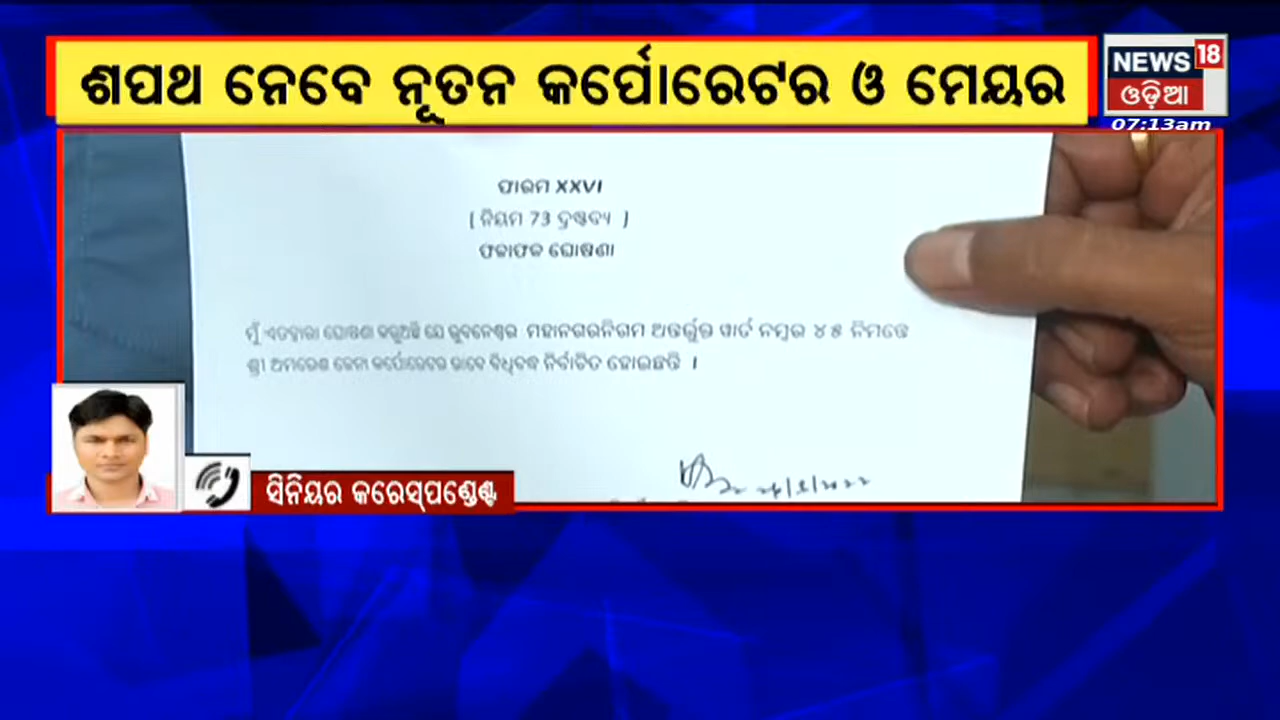 ଶପଥ ନେବେ ନୂତନ କର୍ପୋରେଟର ଓ ମେୟର
NEWS 18
ଓଡ଼ିଆ
07:13am
ଫାରମ XXVI
[ ନିୟମ 73 ଦ୍ରଷ୍ଟବ୍ୟ ]
ଫଳାଫଳ ଘୋଷଣା
ମୁଁ ଏତଦ୍ଦ୍ୱାରା ଘୋଷଣା କରୁଅଛି ଯେ ଭୁବନେଶ୍ୱର ମହାନଗରନିଗମ ଅନ୍ତର୍ଭୁକ୍ତ ୱାର୍ଡ ନମ୍ବର ୪୫ ନିମନ୍ତେ
ଶ୍ରୀ ଅମରେଶ ଜେନା କର୍ପୋରେଟର ଭାବେ ବିଧିବଦ୍ଧ ନିର୍ବାଚିତ ହୋଇଛନ୍ତି ।
ସିନିୟର କରେସ୍ପଣ୍ଡେଣ୍ଟ